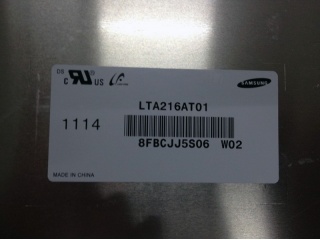 C US
SAMSUNG
LTA216AT01
1114
8FBCJJ5S06 W02
MADE IN CHINA